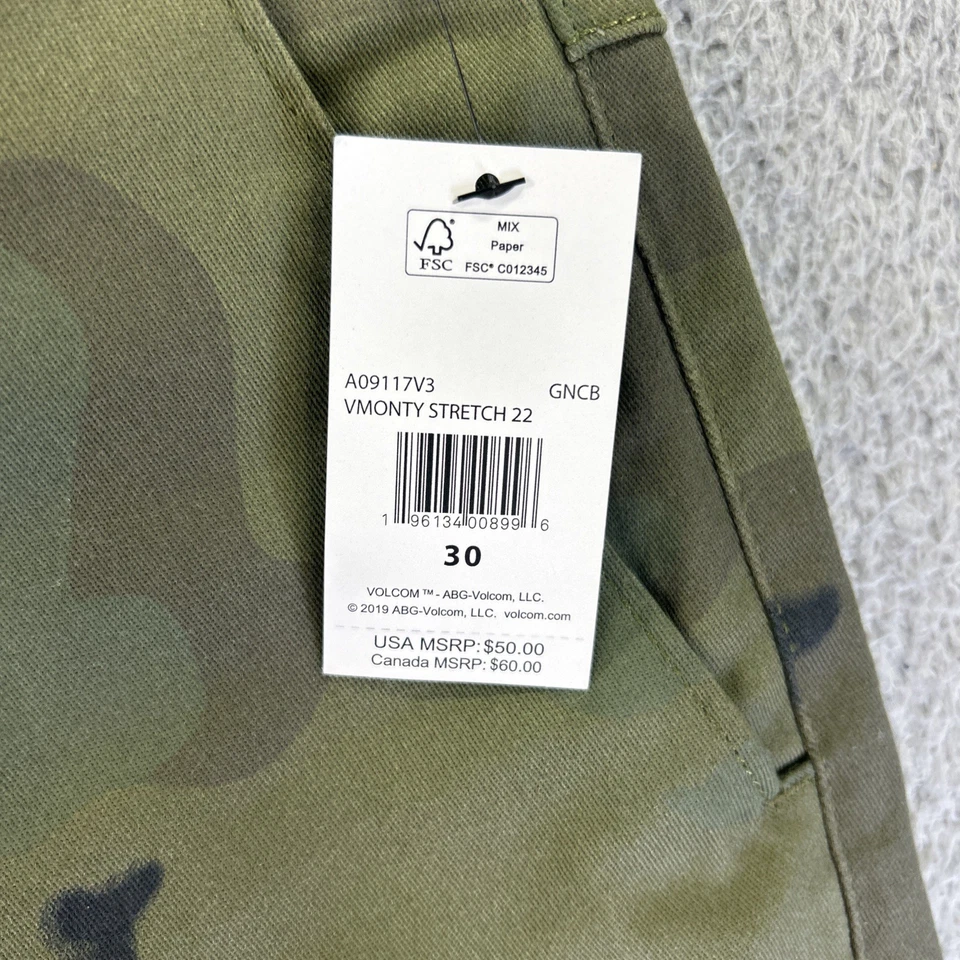 MIX
Paper
FSC FSC® C012345
A09117V3 GNCB
VMONTY STRETCH 22
1 96134 00899 6
30
VOLCOM ™ - ABG-Volcom, LLC.
© 2019 ABG-Volcom, LLC. volcom.com
USA MSRP: $50.00
Canada MSRP: $60.00